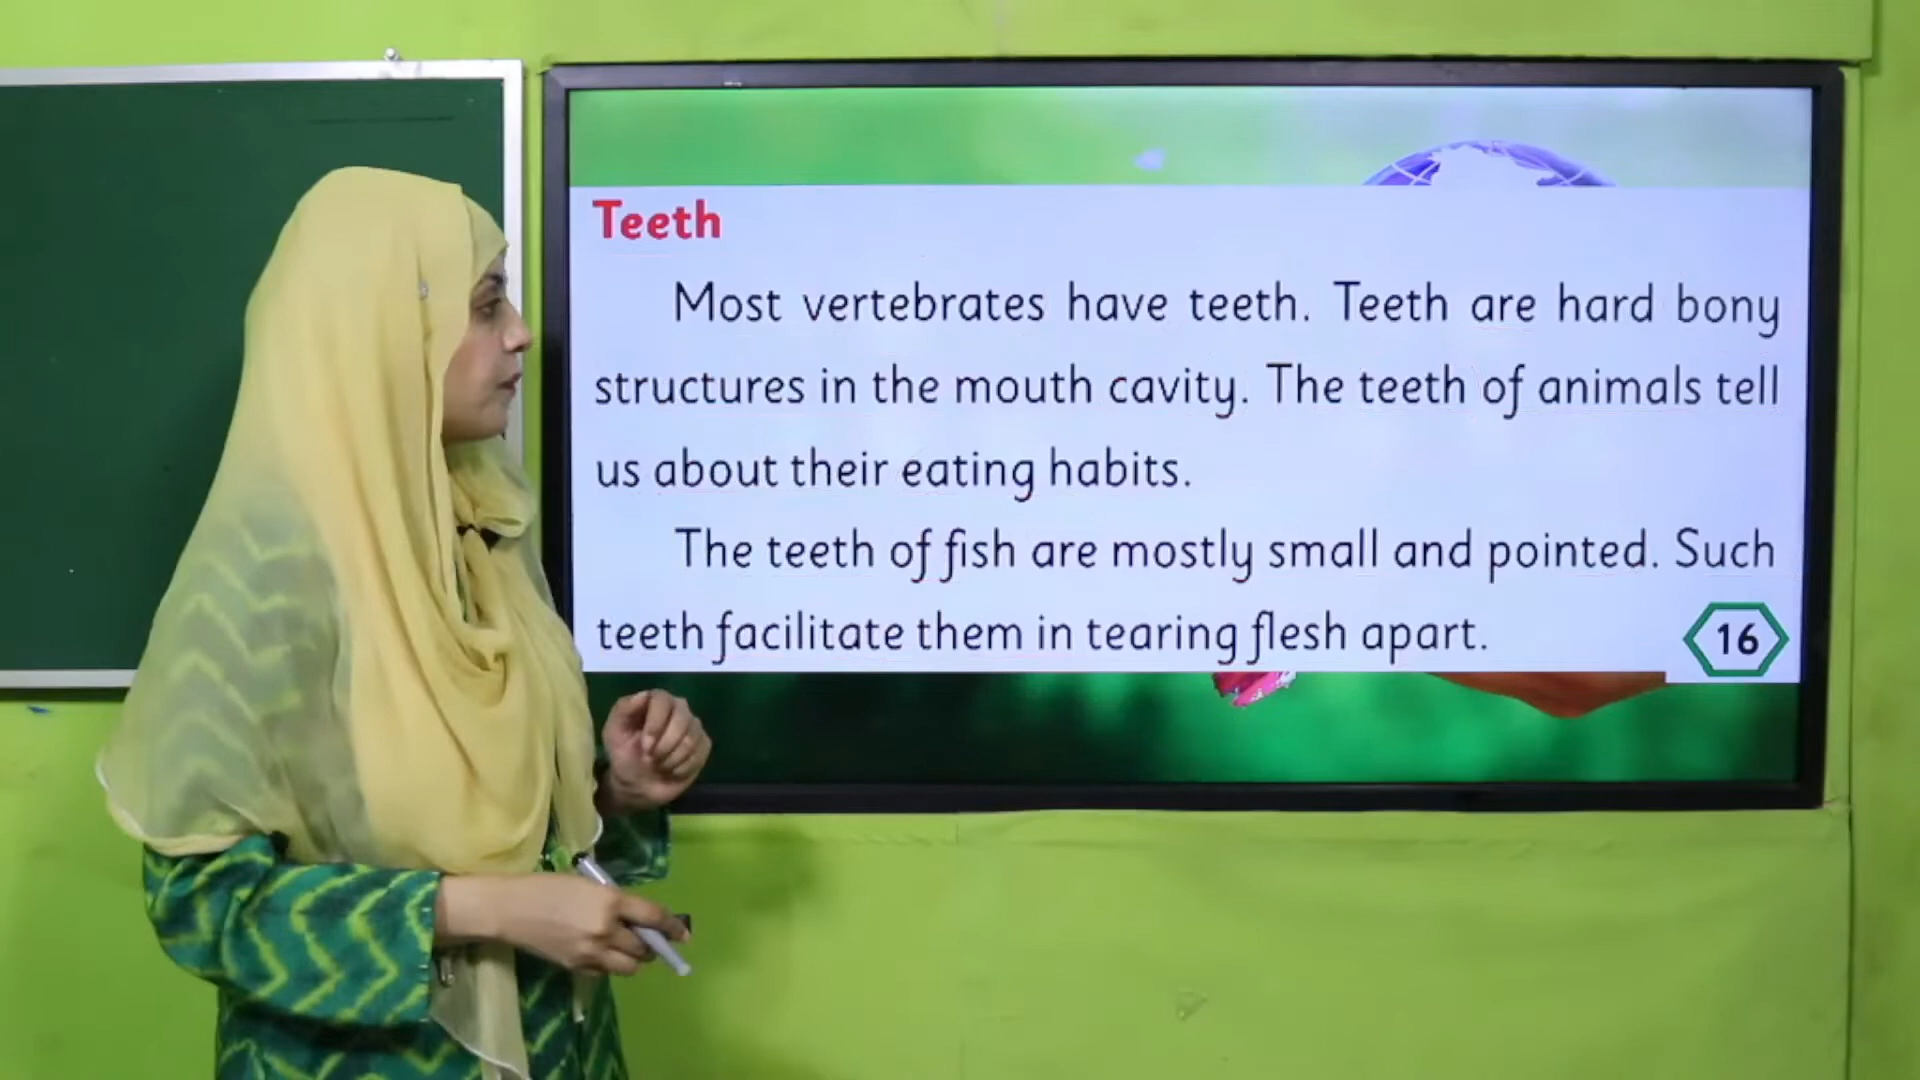 Teeth
Most vertebrates have teeth. Teeth are hard bony
structures in the mouth cavity. The teeth of animals tell
us about their eating habits.
The teeth of fish are mostly small and pointed. Such
teeth facilitate them in tearing flesh apart.
16